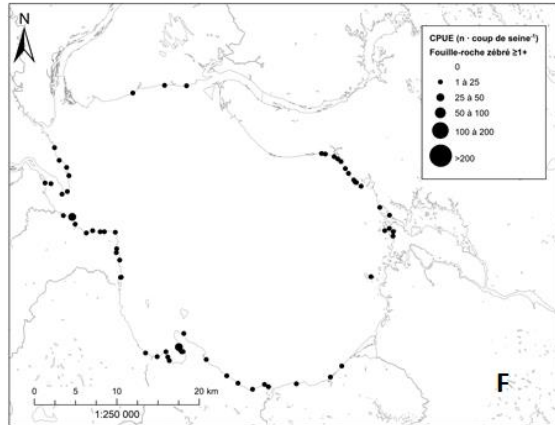 N
CPUE (n · coup de seine⁻¹)
Fouille-roche zébré ≥1+
0
1 à 25
25 à 50
50 à 100
100 à 200
>200
0 5 10 20 km
1:250 000
F